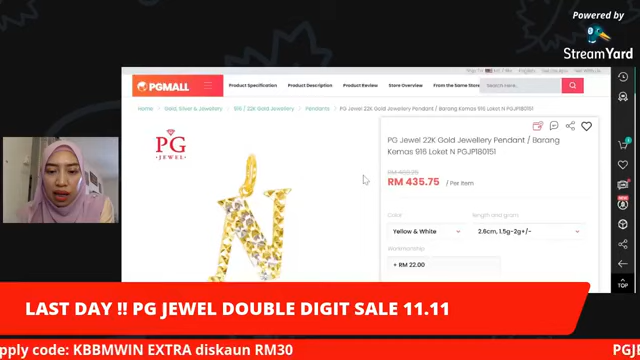 Powered by
StreamYard
PGMALL
Product Specification
Product Description
Product Review
Store Overview
From the Same Store
Search here...
Home
Gold, Silver & Jewellery
916 / 22K Gold Jewellery
Pendants
PG Jewel 22K Gold Jewellery Pendant / Barang Kemas 916 Loket N PGJP180151
PG
JEWEL
PG Jewel 22K Gold Jewellery Pendant / Barang
Kemas 916 Loket N PGJP180151
RM 435.75 / Per Item
Color
length and gram
Yellow & White
2.6cm, 1.5g-2g+/-
Workmanship
+ RM 22.00
TOP
LAST DAY !! PG JEWEL DOUBLE DIGIT SALE 11.11
pply code: KBBMWIN EXTRA diskaun RM30
PGJE